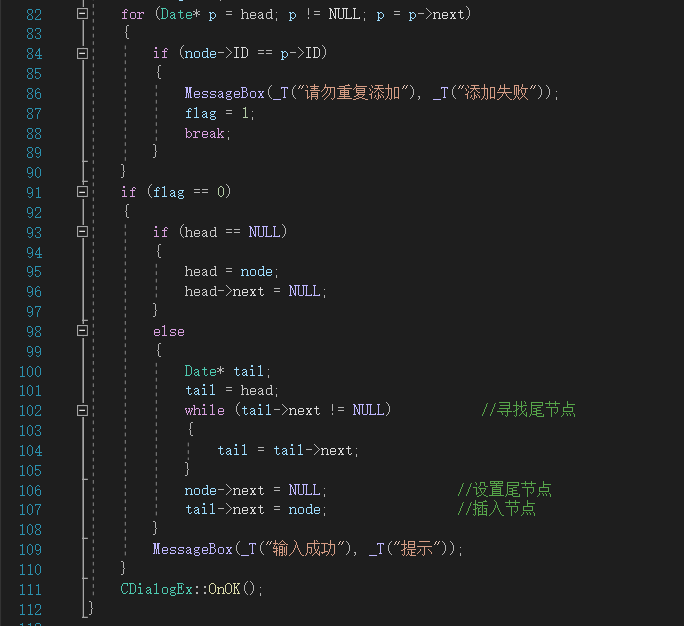 82 for (Date* p = head; p != NULL; p = p->next)
83 {
84 if (node->ID == p->ID)
85 {
86 MessageBox(_T("请勿重复添加"), _T("添加失败"));
87 flag = 1;
88 break;
89 }
90 }
91 if (flag == 0)
92 {
93 if (head == NULL)
94 {
95 head = node;
96 head->next = NULL;
97 }
98 else
99 {
100 Date* tail;
101 tail = head;
102 while (tail->next != NULL) //寻找尾节点
103 {
104 tail = tail->next;
105 }
106 node->next = NULL; //设置尾节点
107 tail->next = node; //插入节点
108 }
109 MessageBox(_T("输入成功"), _T("提示"));
110 }
111 CDialogEx::OnOK();
112 }